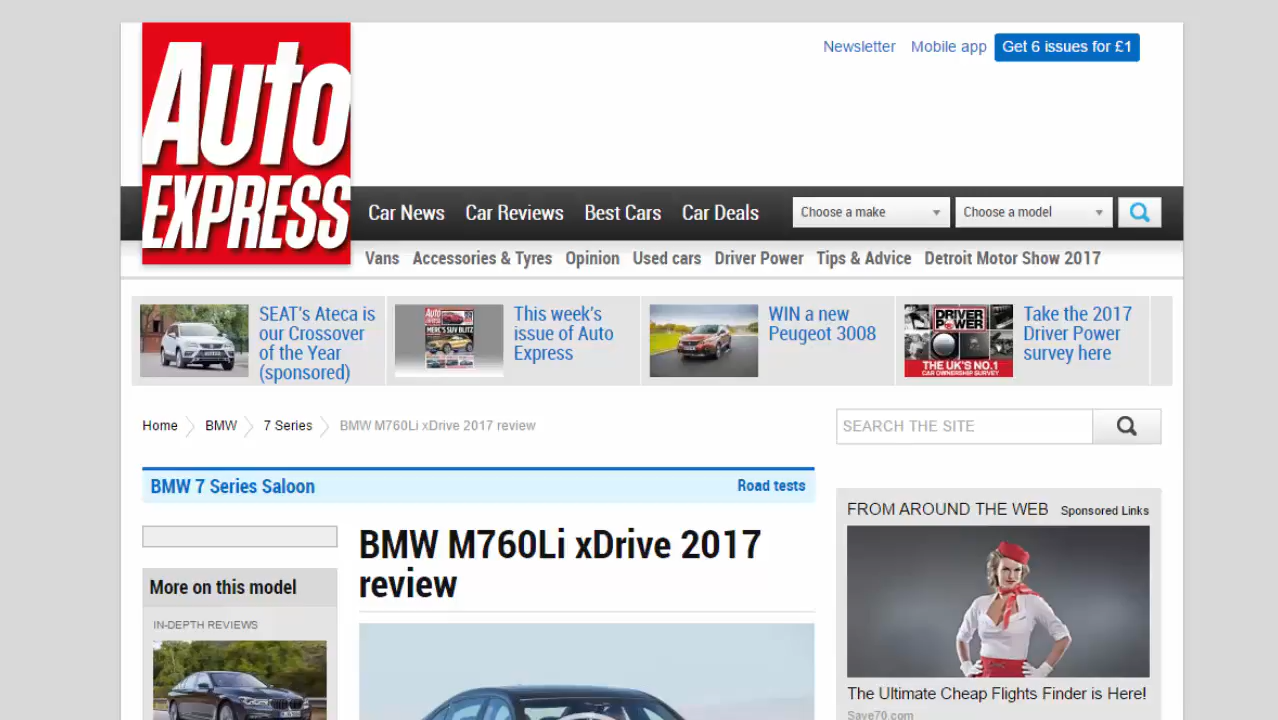 Auto
EXPRESS
Newsletter Mobile app Get 6 issues for £1
Car News Car Reviews Best Cars Car Deals Choose a make Choose a model
Vans Accessories & Tyres Opinion Used cars Driver Power Tips & Advice Detroit Motor Show 2017
SEAT's Ateca is
our Crossover
of the Year
(sponsored)
This week's
issue of Auto
Express
WIN a new
Peugeot 3008
DRIVER
POWER
THE UK'S NO.1
CAR OWNERSHIP SURVEY
Take the 2017
Driver Power
survey here
Home BMW 7 Series BMW M760Li xDrive 2017 review
SEARCH THE SITE
BMW 7 Series Saloon Road tests
BMW M760Li xDrive 2017
review
More on this model
IN-DEPTH REVIEWS
FROM AROUND THE WEB Sponsored Links
The Ultimate Cheap Flights Finder is Here!
Save70.com